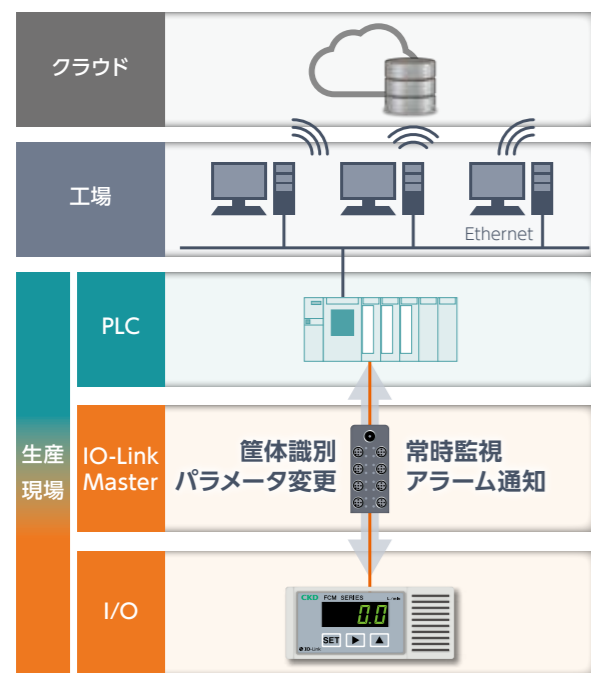 クラウド
工場
Ethernet
生産
現場
PLC
IO-Link
Master
筐体識別
パラメータ変更
常時監視
アラーム通知
I/O
CKD FCM SERIES
L/min
0.0
SET
IO-Link